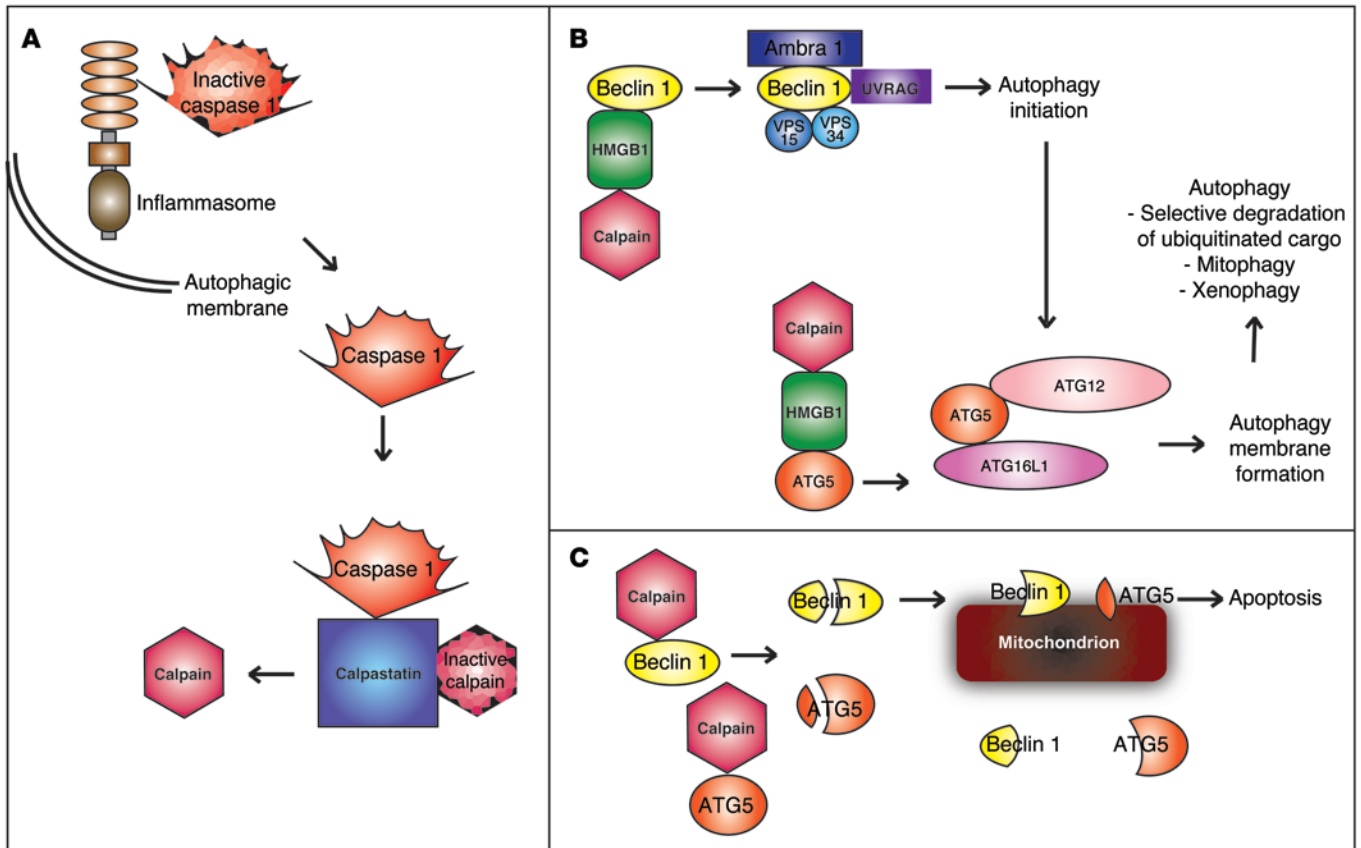 A
Inactive
caspase 1
Inflammasome
Autophagic
membrane
Caspase 1
Caspase 1
Calpain
Calpastatin
Inactive
calpain
B
Beclin 1
HMGB1
Calpain
Ambra 1
Beclin 1
UVRAG
VPS
15
VPS
34
Autophagy
initiation
Autophagy
- Selective degradation
of ubiquitinated cargo
- Mitophagy
- Xenophagy
Calpain
HMGB1
ATG5
ATG12
ATG5
ATG16L1
Autophagy
membrane
formation
C
Calpain
Beclin 1
Calpain
ATG5
Beclin 1
ATG5
Beclin 1
ATG5
Mitochondrion
Apoptosis
Beclin 1
ATG5